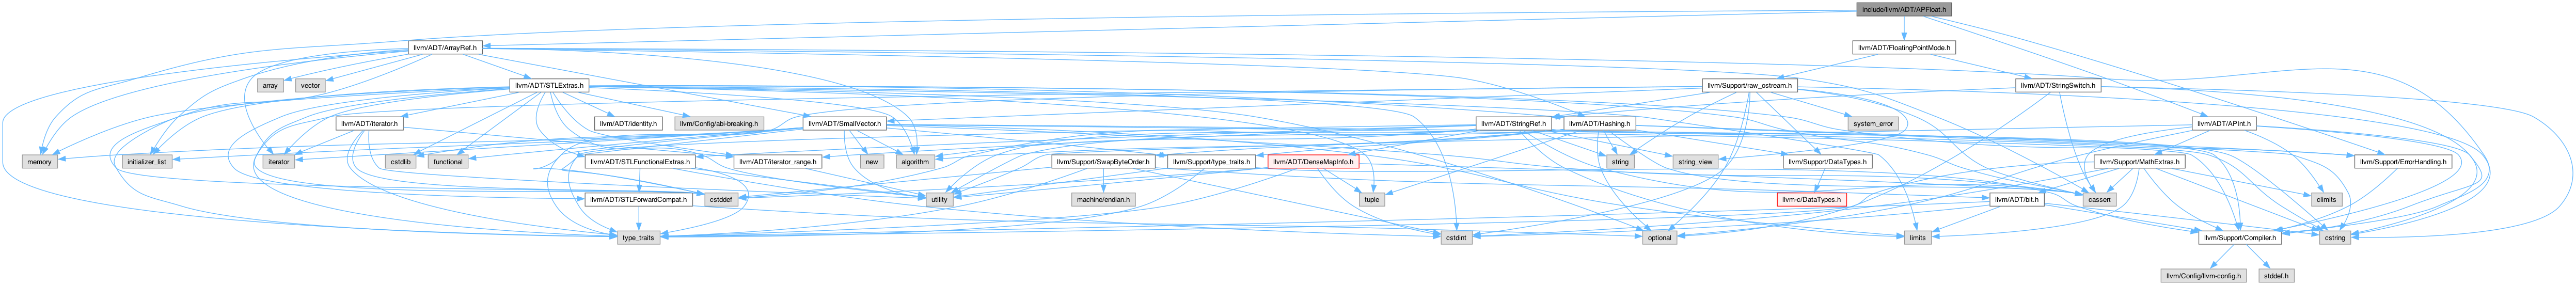 include/llvm/ADT/APFloat.h
llvm/ADT/ArrayRef.h
llvm/ADT/FloatingPointMode.h
array
vector
llvm/ADT/STLExtras.h
llvm/Support/raw_ostream.h
llvm/ADT/StringSwitch.h
llvm/ADT/iterator.h
llvm/ADT/identity.h
llvm/Config/abi-breaking.h
llvm/ADT/SmallVector.h
llvm/ADT/StringRef.h
llvm/ADT/Hashing.h
system_error
llvm/ADT/APInt.h
memory
initializer_list
iterator
cstdlib
functional
llvm/ADT/STLFunctionalExtras.h
llvm/ADT/iterator_range.h
new
algorithm
llvm/Support/SwapByteOrder.h
llvm/Support/type_traits.h
llvm/ADT/DenseMapInfo.h
string
string_view
llvm/Support/DataTypes.h
llvm/Support/MathExtras.h
llvm/Support/ErrorHandling.h
llvm/ADT/STLForwardCompat.h
cstddef
utility
machine/endian.h
tuple
llvm-c/DataTypes.h
llvm/ADT/bit.h
cassert
climits
type_traits
cstdint
optional
limits
llvm/Support/Compiler.h
cstring
llvm/Config/llvm-config.h
stddef.h